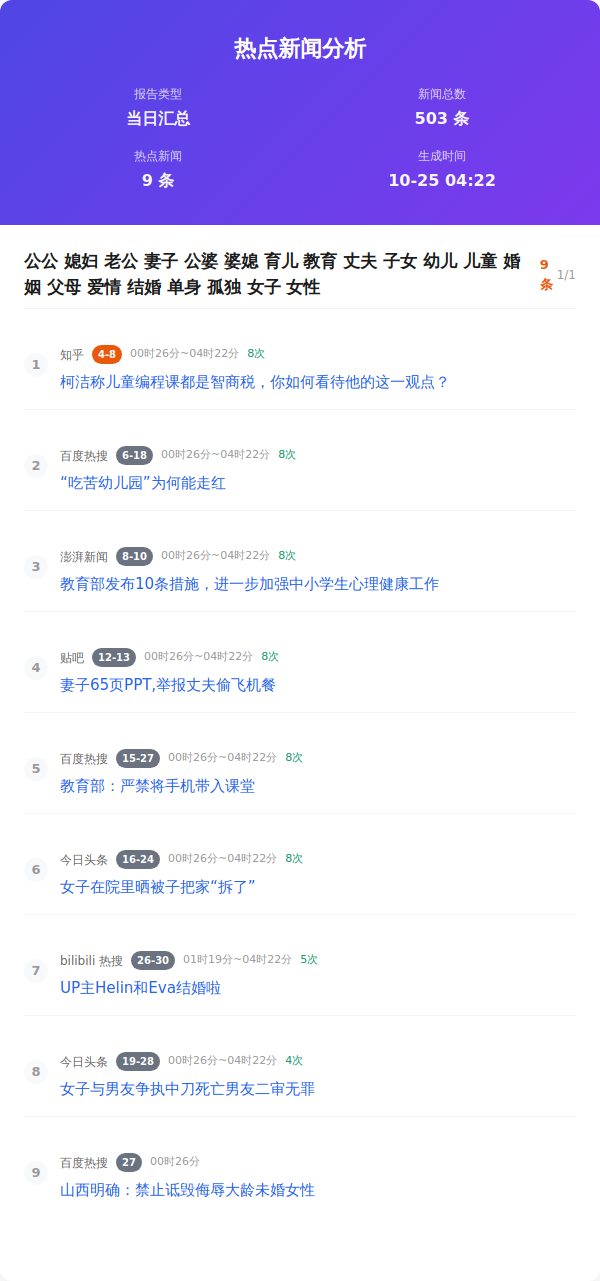 热点新闻分析
报告类型
当日汇总
新闻总数
503 条
热点新闻
9 条
生成时间
10-25 04:22
公公 媳妇 老公 妻子 公婆 婆媳 育儿 教育 丈夫 子女 幼儿 儿童 婚
姻 父母 爱情 结婚 单身 孤独 女子 女性
9
条
1/1
1
知乎 4-8 00时26分~04时22分 8次
柯洁称儿童编程课都是智商税，你如何看待他的这一观点？
2
百度热搜 6-18 00时26分~04时22分 8次
“吃苦幼儿园”为何能走红
3
澎湃新闻 8-10 00时26分~04时22分 8次
教育部发布10条措施，进一步加强中小学生心理健康工作
4
贴吧 12-13 00时26分~04时22分 8次
妻子65页PPT,举报丈夫偷飞机餐
5
百度热搜 15-27 00时26分~04时22分 8次
教育部：严禁将手机带入课堂
6
今日头条 16-24 00时26分~04时22分 8次
女子在院里晒被子把家“拆了”
7
bilibili 热搜 26-30 01时19分~04时22分 5次
UP主Helin和Eva结婚啦
8
今日头条 19-28 00时26分~04时22分 4次
女子与男友争执中刀死亡男友二审无罪
9
百度热搜 27 00时26分
山西明确：禁止诋毁侮辱大龄未婚女性